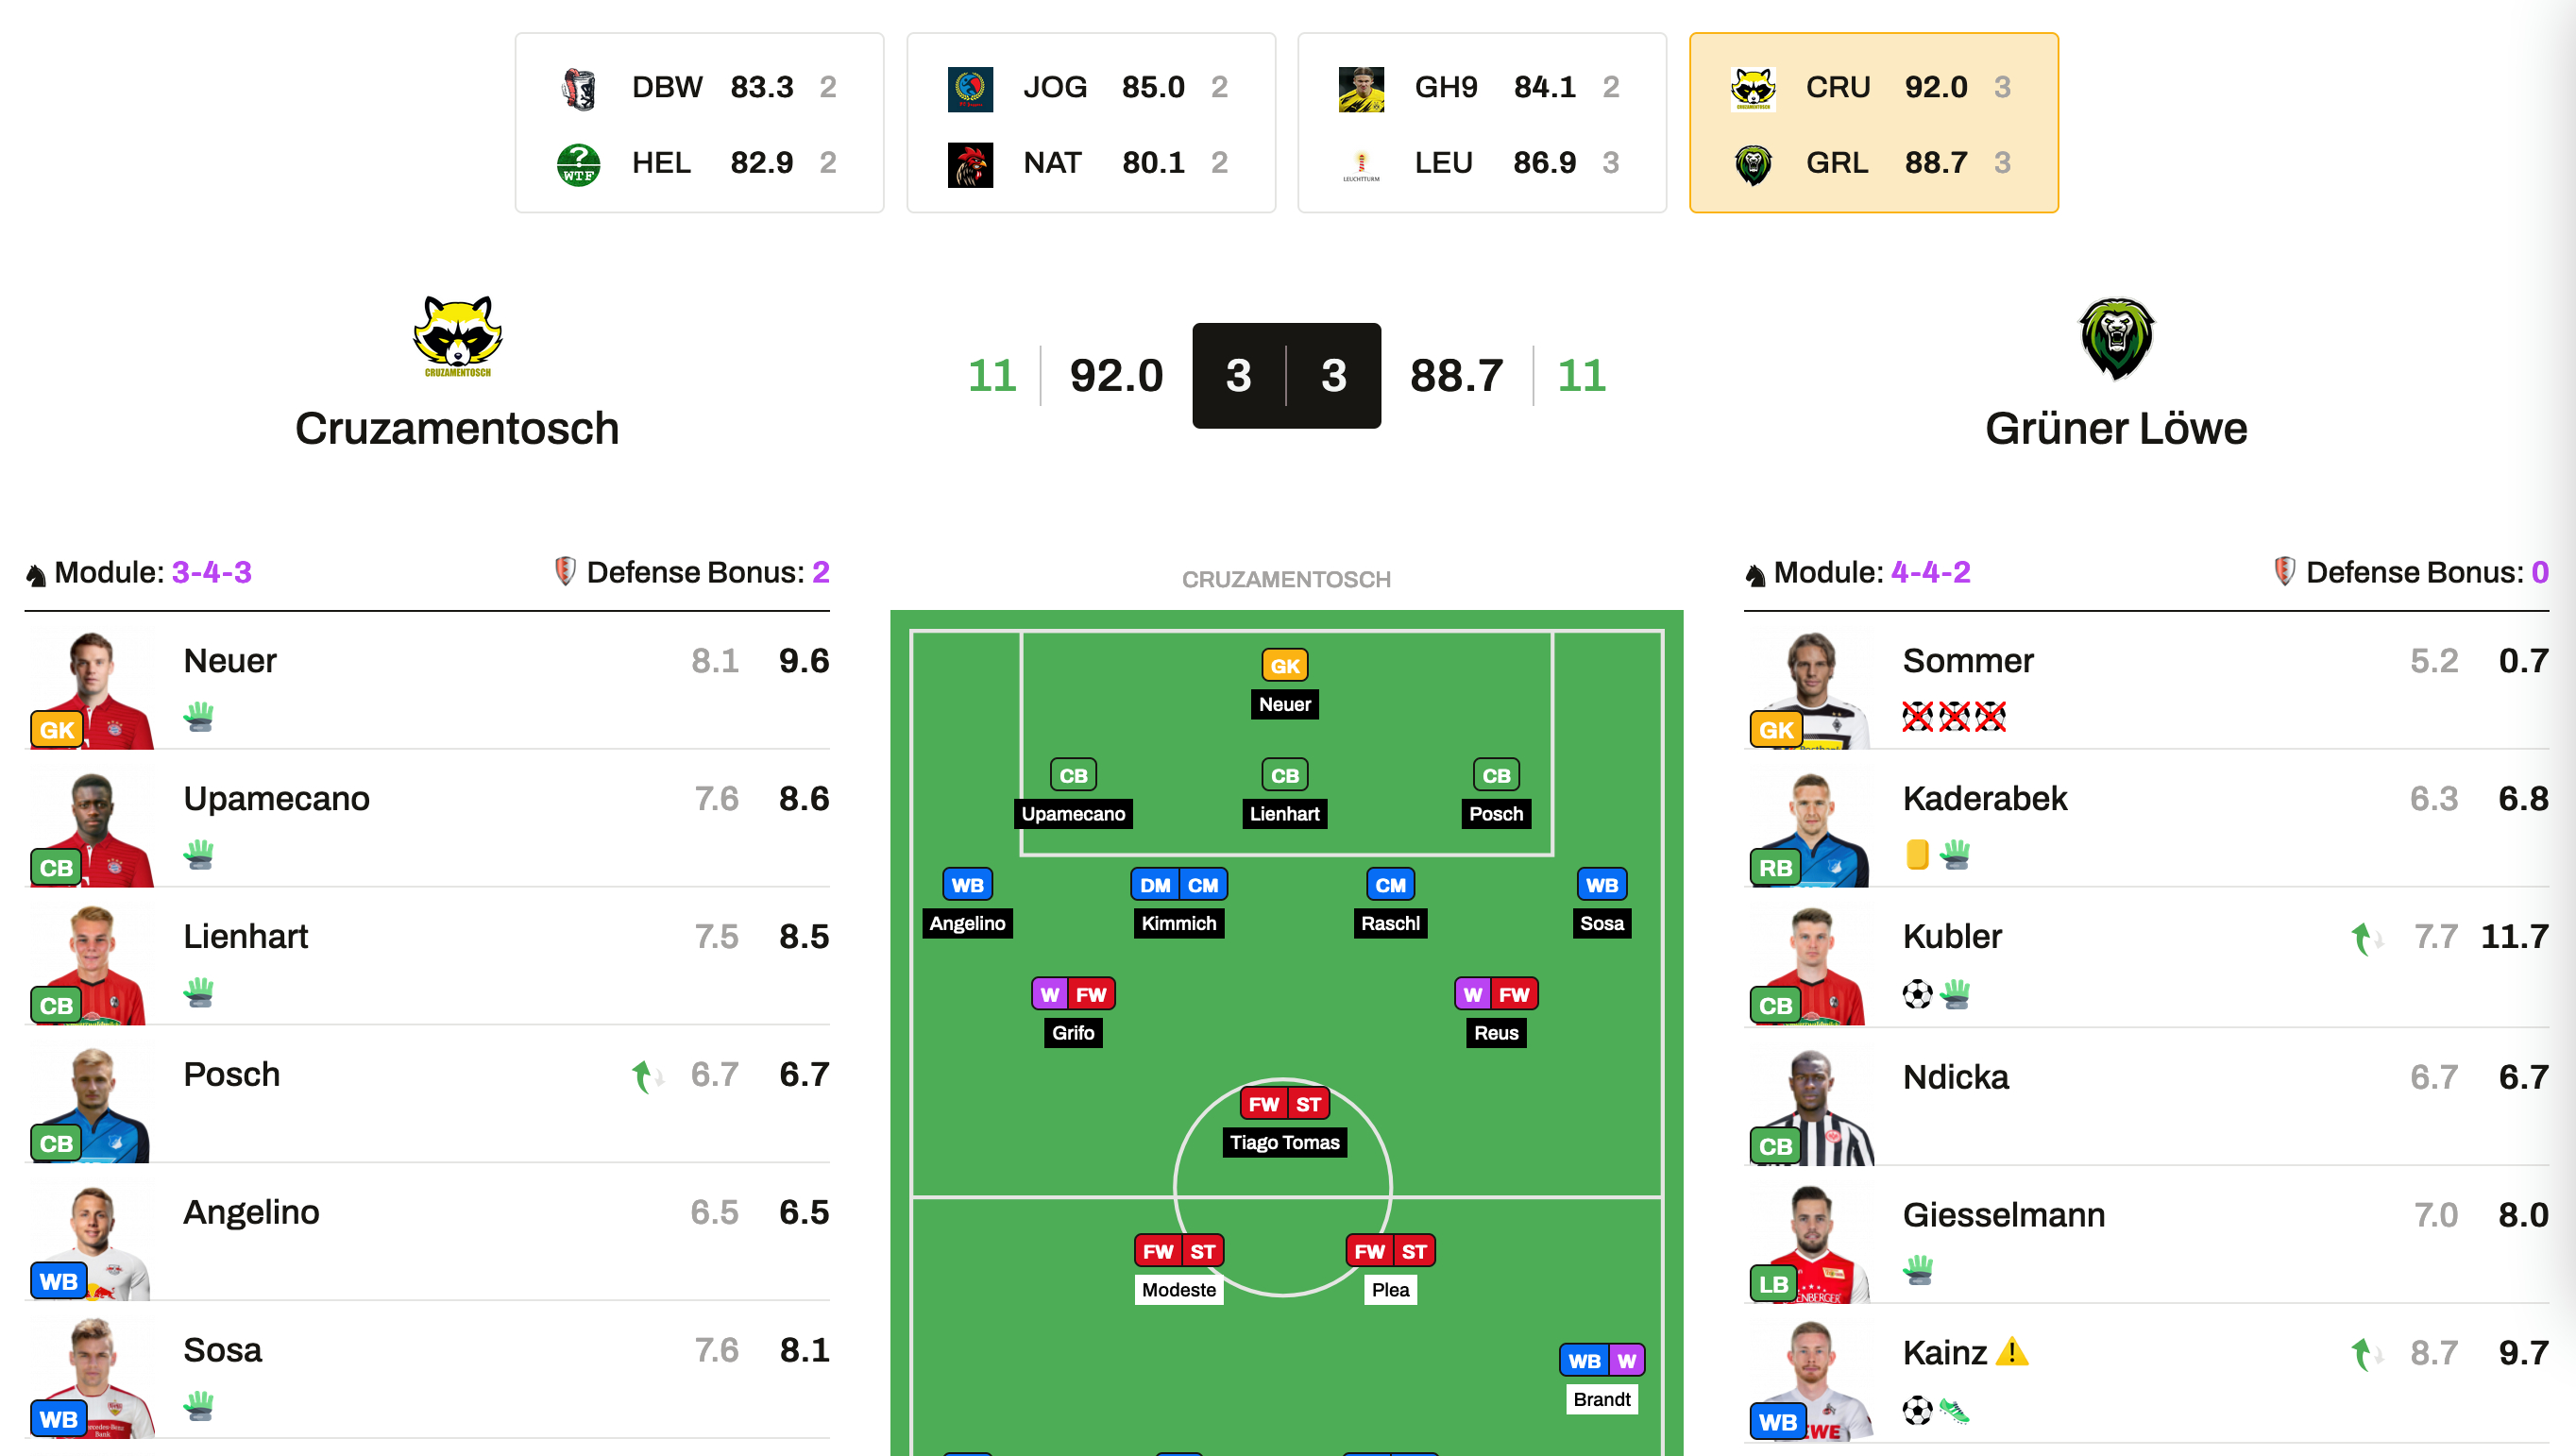 DBW 83.3 2
HEL 82.9 2
JOG 85.0 2
NAT 80.1 2
GH9 84.1 2
LEU 86.9 3
CRU 92.0 3
GRL 88.7 3
WTF
LEUCHTTURM
CRUZAMENTOSCH
Cruzamentosch
11 92.0 3 3 88.7 11
Grüner Löwe
Module: 3-4-3 Defense Bonus: 2
Neuer 8.1 9.6
GK
Upamecano 7.6 8.6
CB
Lienhart 7.5 8.5
CB
Posch 6.7 6.7
CB
Angelino 6.5 6.5
WB
Sosa 7.6 8.1
WB
CRUZAMENTOSCH
GK
Neuer
CB CB CB
Upamecano Lienhart Posch
WB DM CM CM WB
Angelino Kimmich Raschl Sosa
W FW W FW
Grifo Reus
FW ST
Tiago Tomas
FW ST FW ST
Modeste Plea
WB W
Brandt
Module: 4-4-2 Defense Bonus: 0
Sommer 5.2 0.7
GK
Kaderabek 6.3 6.8
RB
Kubler 7.7 11.7
CB
Ndicka 6.7 6.7
CB
Giesselmann 7.0 8.0
LB
Kainz 8.7 9.7
WB